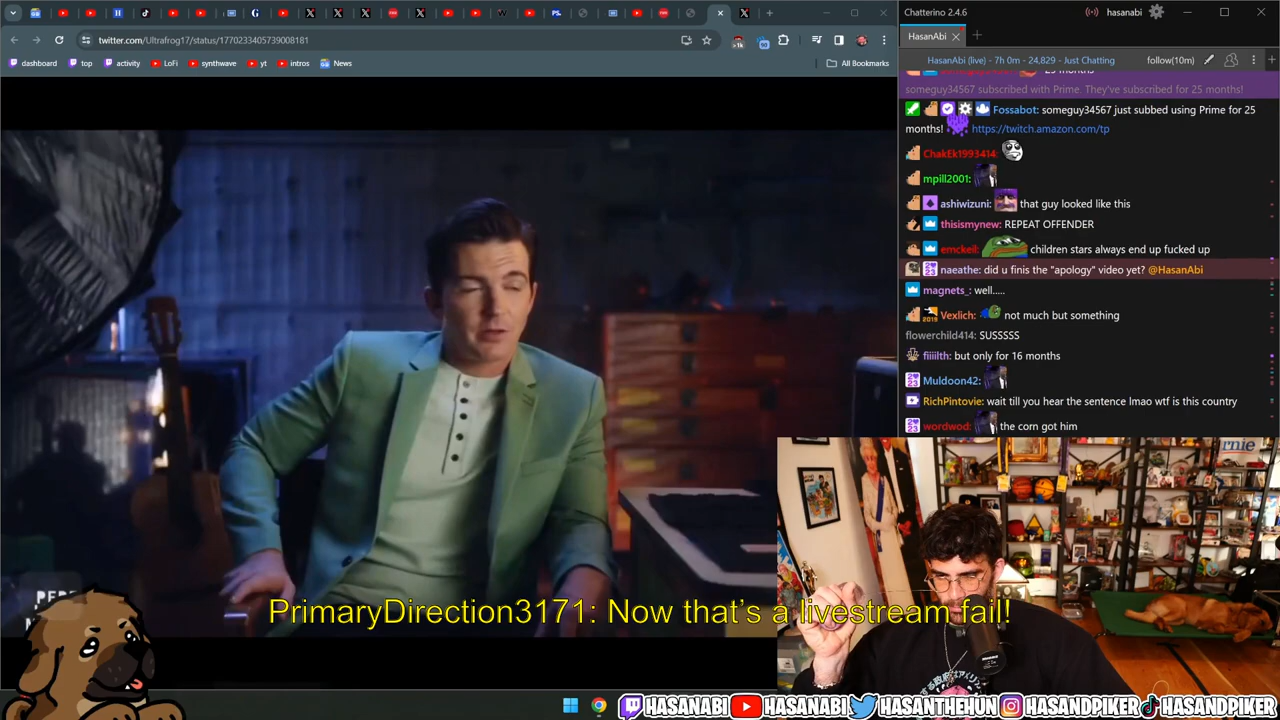 twitter.com/Ultrafrog17/status/1770233405739008181
dashboard
top
activity
LoFi
synthwave
yt
intros
News
All Bookmarks
Chatterino 2.4.6
hasanabi
HasanAbi
HasanAbi (live) - 7h 0m - 24,829 - Just Chatting
follow(10m)
25 months
someguy34567 subscribed with Prime. They've subscribed for 25 months!
Fossabot: someguy34567 just subbed using Prime for 25
months! https://twitch.amazon.com/tp
ChakEk1993414:
mpill2001:
ashiwizuni: that guy looked like this
thisismynew: REPEAT OFFENDER
emckeil: children stars always end up fucked up
naeathe: did u finis the "apology" video yet? @HasanAbi
magnets_: well.....
Vexlich: not much but something
flowerchild414: SUSSSSS
fiiiilth: but only for 16 months
Muldoon42:
RichPintovie: wait till you hear the sentence lmao wtf is this country
wordwod: the corn got him
ernie
PrimaryDirection3171: Now that's a livestream fail!
HASANABI
HASANABI
HASANTHEHUN
HASANDPIKER
HASANDPIKER